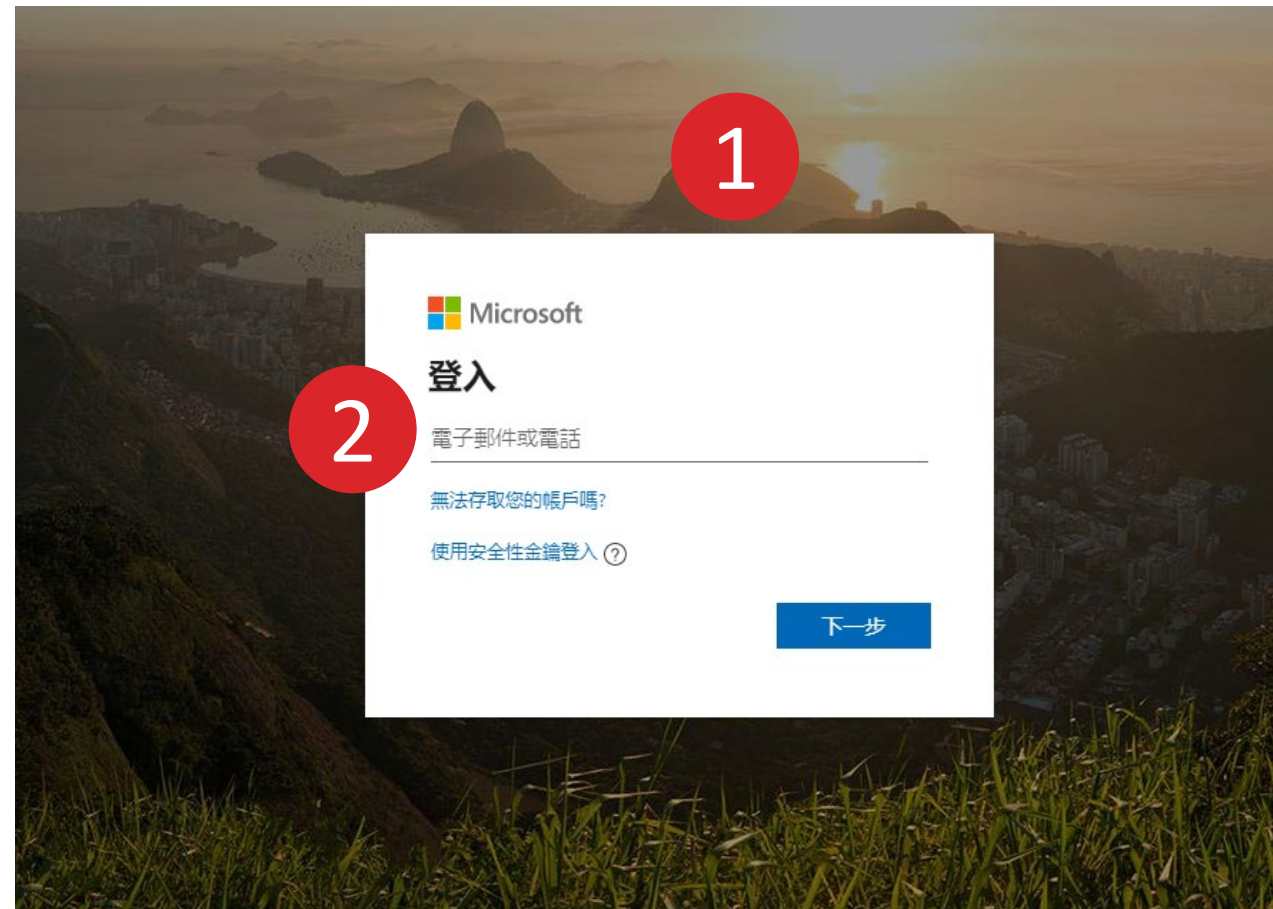 1
Microsoft
登入
2
電子郵件或電話
無法存取您的帳戶嗎?
使用安全性金鑰登入 ?
下一步